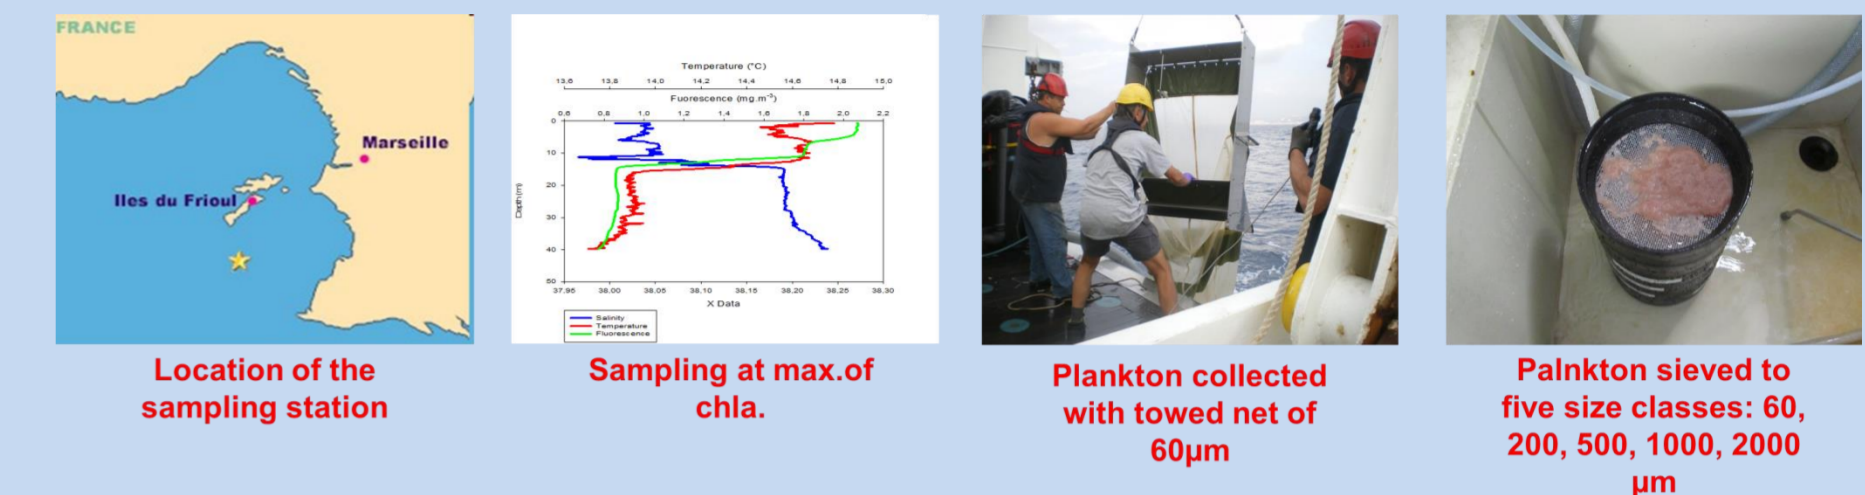 FRANCE
Marseille
Iles du Frioul
Location of the
sampling station
Temperature (°C)
13,6 13,8 14,0 14,2 14,4 14,6 14,8 15,0
Fuorescence (mg.m⁻³)
0,6 0,8 1,0 1,2 1,4 1,6 1,8 2,0 2,2
Depth(m)
0
10
20
30
40
50
37.95 38.00 38.05 38.10 38.15 38.20 38.25 38.30
X Data
Salinity
Temperature
Fluorescence
Sampling at max.of
chla.
Plankton collected
with towed net of
60µm
Palnkton sieved to
five size classes: 60,
200, 500, 1000, 2000
µm